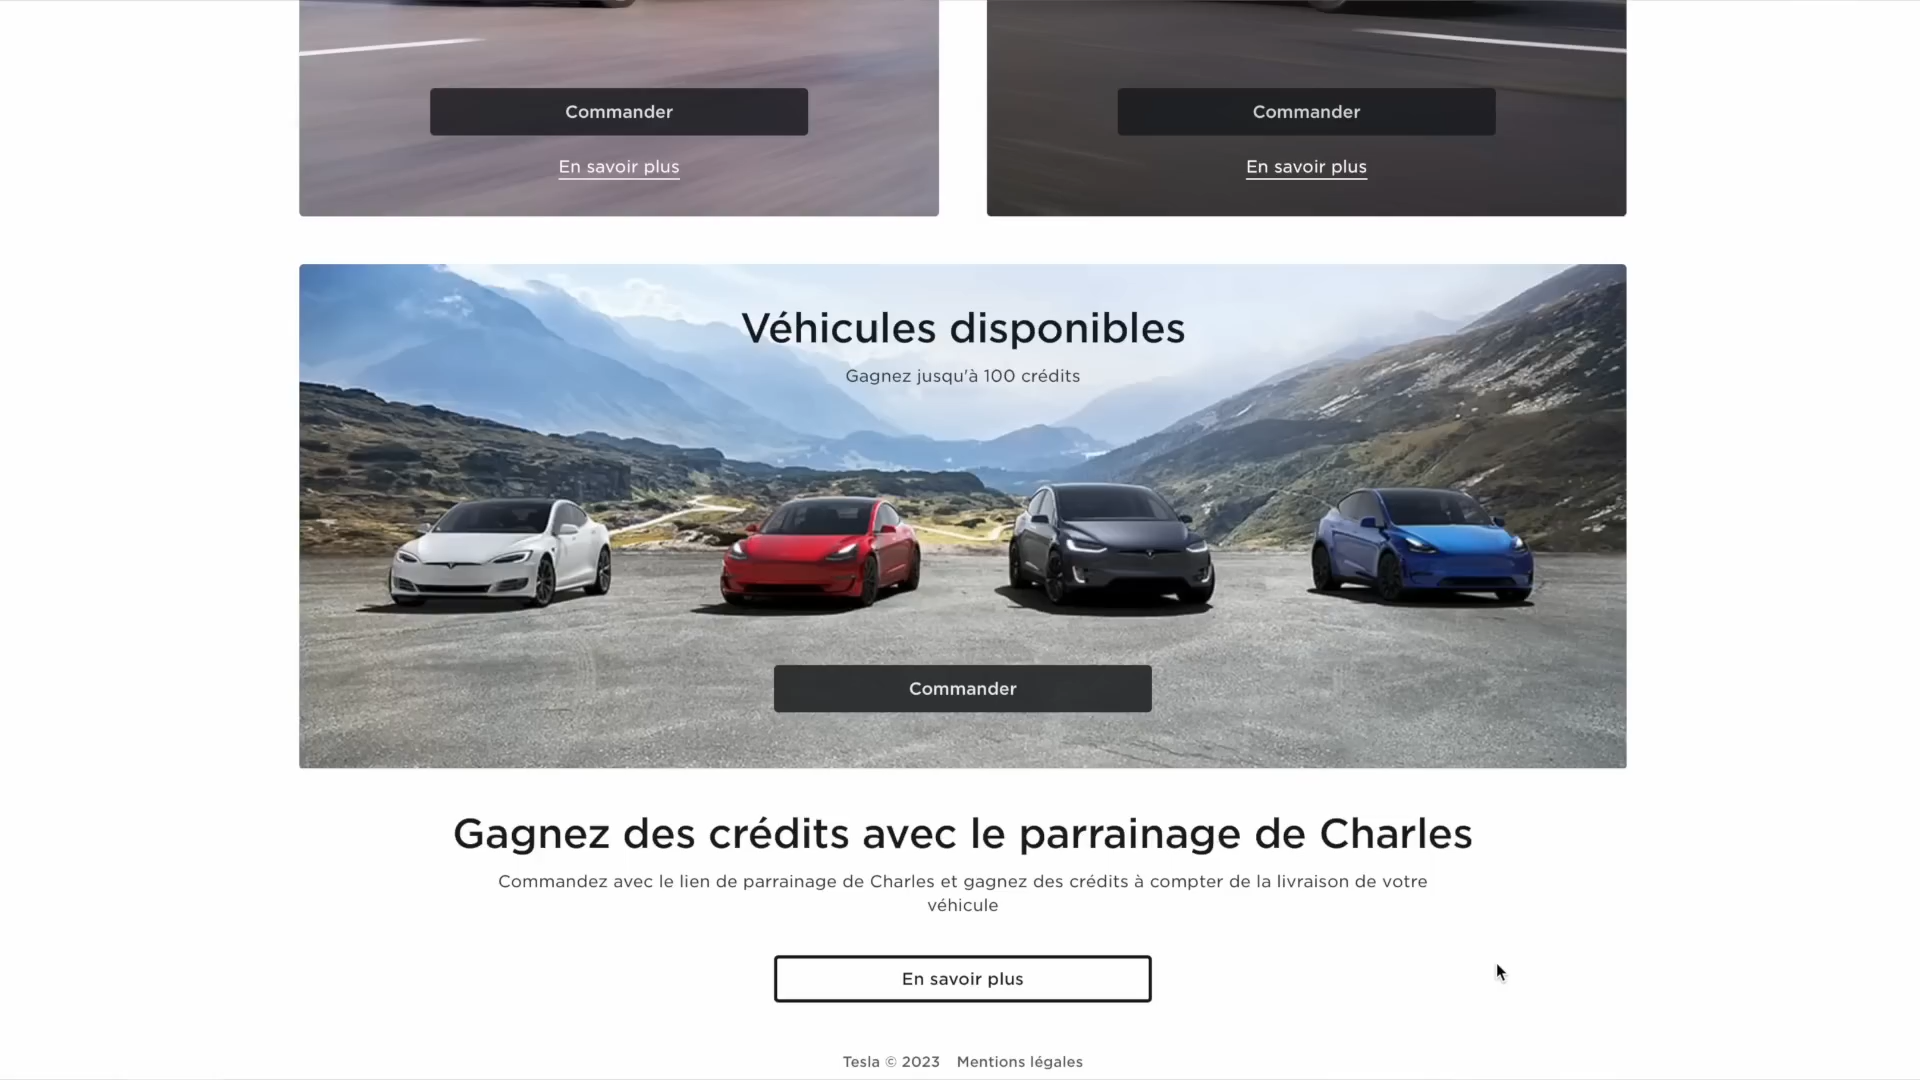 Commander
Commander
En savoir plus
En savoir plus
Véhicules disponibles
Gagnez jusqu'à 100 crédits
Commander
Gagnez des crédits avec le parrainage de Charles
Commandez avec le lien de parrainage de Charles et gagnez des crédits à compter de la livraison de votre
véhicule
En savoir plus
Tesla © 2023 Mentions légales